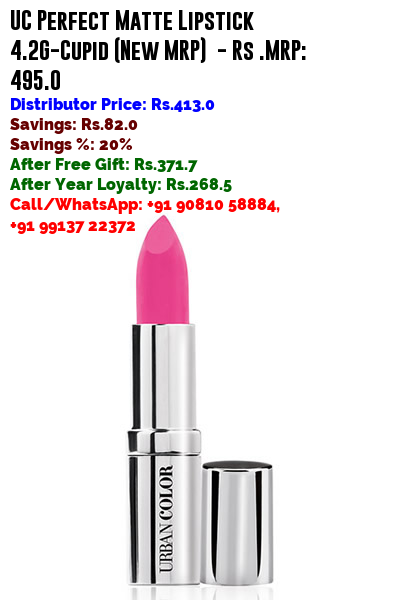 UC Perfect Matte Lipstick
4.2G-Cupid (New MRP) - Rs .MRP:
495.0
Distributor Price: Rs.413.0
Savings: Rs.82.0
Savings %: 20%
After Free Gift: Rs.371.7
After Year Loyalty: Rs.268.5
Call/WhatsApp: +91 90810 58884,
+91 99137 22372
URBAN COLOR